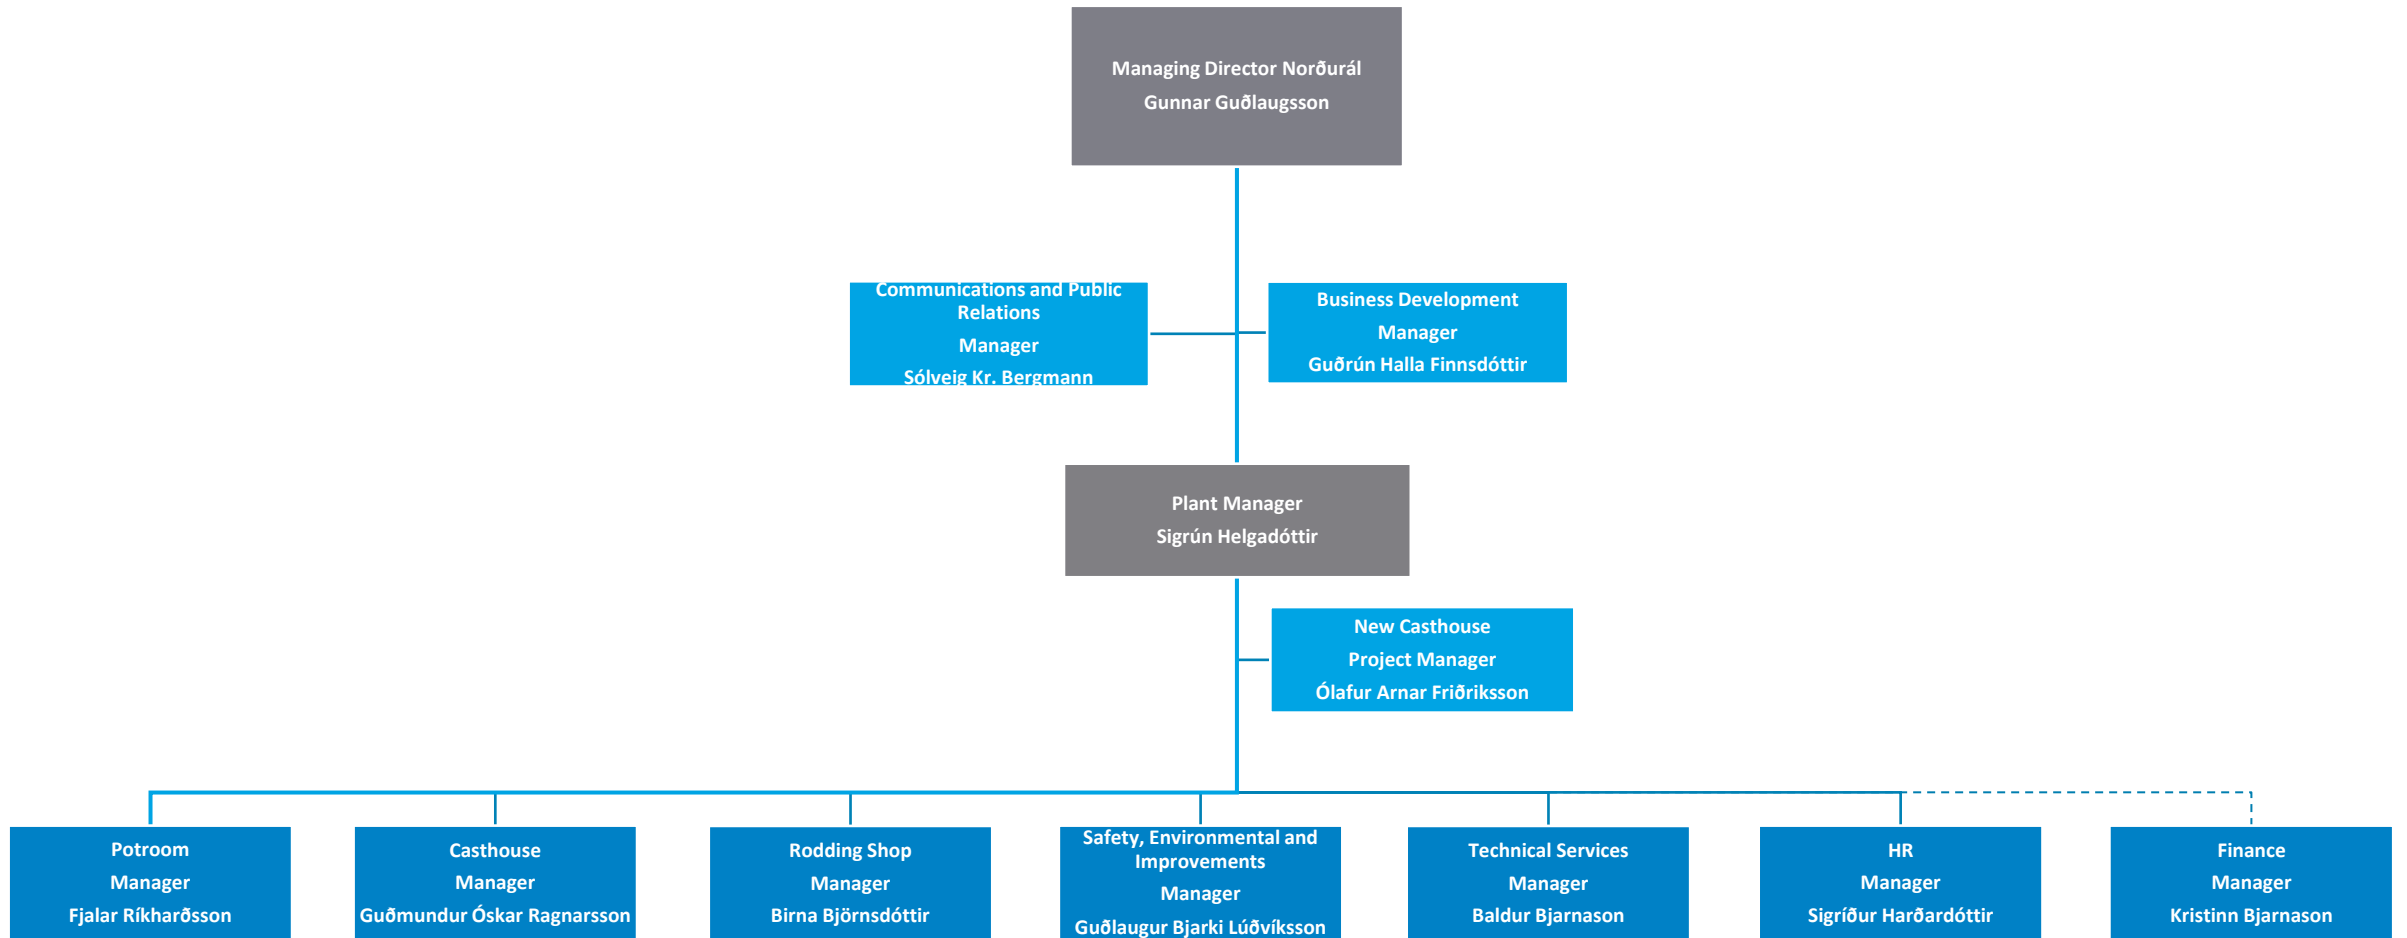 Managing Director Norðurál
Gunnar Guðlaugsson
Communications and Public
Relations
Manager
Sólveig Kr. Bergmann
Business Development
Manager
Guðrún Halla Finnsdóttir
Plant Manager
Sigrún Helgadóttir
New Casthouse
Project Manager
Ólafur Arnar Friðriksson
Potroom
Manager
Fjalar Ríkharðsson
Casthouse
Manager
Guðmundur Óskar Ragnarsson
Rodding Shop
Manager
Birna Björnsdóttir
Safety, Environmental and
Improvements
Manager
Guðlaugur Bjarki Lúðvíksson
Technical Services
Manager
Baldur Bjarnason
HR
Manager
Sigríður Harðardóttir
Finance
Manager
Kristinn Bjarnason